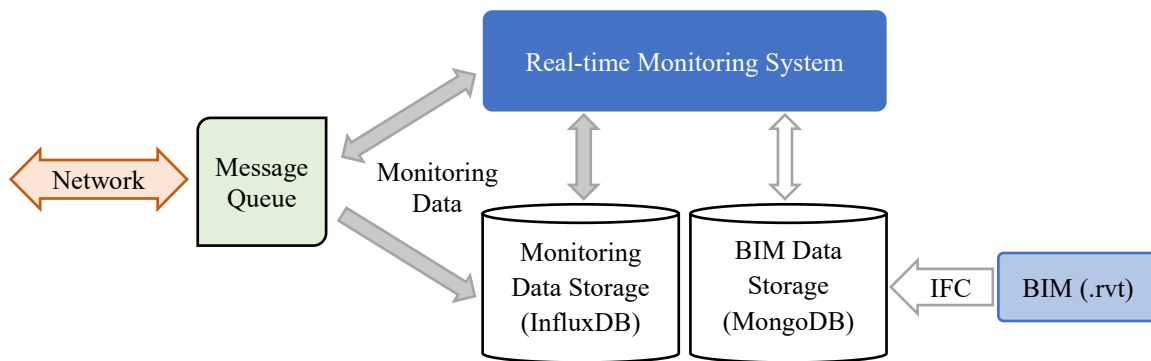 Real-time Monitoring System
Network
Message
Queue
Monitoring
Data
Monitoring
Data Storage
(InfluxDB)
BIM Data
Storage
(MongoDB)
IFC
BIM (.rvt)